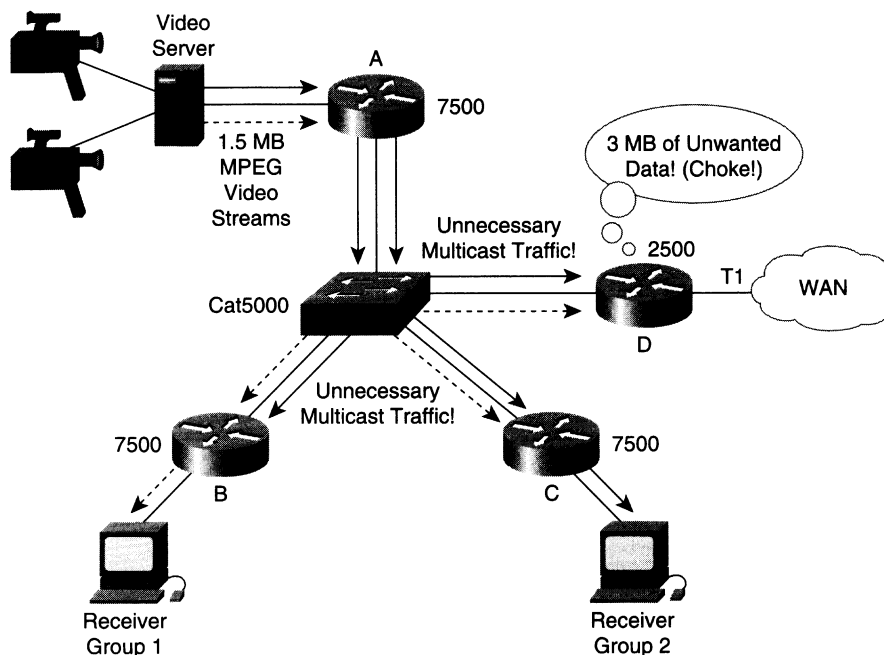 Video
Server
A
7500
1.5 MB
MPEG
Video
Streams
3 MB of Unwanted
Data! (Choke!)
Unnecessary
Multicast Traffic!
2500
T1
WAN
D
Cat5000
Unnecessary
Multicast Traffic!
7500
B
7500
C
Receiver
Group 1
Receiver
Group 2